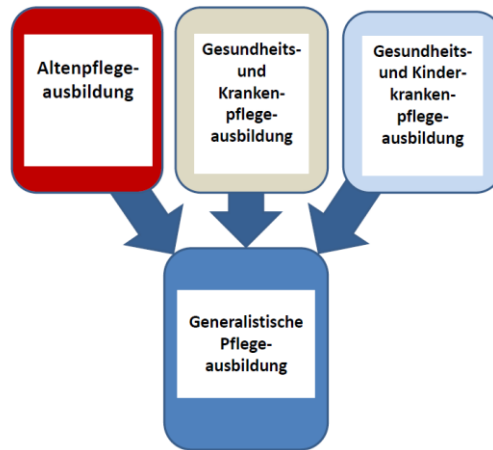 Altenpflege-
ausbildung
Gesundheits-
und
Kranken-
pflege-
ausbildung
Gesundheits-
und Kinder-
kranken-
pflege-
ausbildung
Generalistische
Pflege-
ausbildung